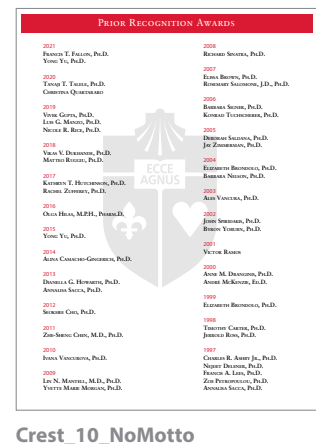 PRIOR RECOGNITION AWARDS
2021
FRANCIS T. FALLON, PH.D.
YONG YU, PH.D.
2020
TANAJI T. TALELE, PH.D.
CHRISTINA QUARTARARO
2019
VIVEK GUPTA, PH.D.
LUIS G. MANZO, PH.D.
NICOLE R. RICE, PH.D.
2018
VIKAS V. DUKHANDE, PH.D.
MATTEO RUGGIU, PH.D.
2017
KATHRYN T. HUTCHINSON, PH.D.
RACHEL ZUFFEREY, PH.D.
2016
OLGA HILAS, M.P.H., PHARM.D.
2015
YONG YU, PH.D.
2014
ALINA CAMACHO-GINGERICH, PH.D.
2013
DANIELLA G. HOWARTH, PH.D.
ANNALISA SACCA, PH.D.
2012
SEOKHEE CHO, PH.D.
2011
ZHE-SHENG CHEN, M.D., PH.D.
2010
IVANA VANCUROVA, PH.D.
2009
LIN N. MANTELL, M.D., PH.D.
YVETTE MARIE MORGAN, PH.D.
2008
RICHARD SINATRA, PH.D.
2007
ELISSA BROWN, PH.D.
ROSEMARY SALOMONE, J.D., PH.D.
2006
BARBARA SIGNER, PH.D.
KONRAD TUCHSCHERER, PH.D.
2005
DEBORAH SALDANA, PH.D.
JAY ZIMMERMAN, PH.D.
2004
ELIZABETH BRONDOLO, PH.D.
BARBARA NELSON, PH.D.
2003
ALES VANCURA, PH.D.
2002
JOHN SPIRIDAKIS, PH.D.
BYRON YOBURN, PH.D.
2001
VICTOR RAMOS
2000
ANNE M. DRANGINIS, PH.D.
ANDRÉ MCKENZIE, ED.D.
1999
ELIZABETH BRONDOLO, PH.D.
1998
TIMOTHY CARTER, PH.D.
JERROLD ROSS, PH.D.
1997
CHARLES R. ASHBY JR., PH.D.
NEJDET DELENER, PH.D.
FRANCIS A. LEES, PH.D.
ZOE PETROPOULOU, PH.D.
ANNALISA SACCA, PH.D.
ECCE
AGNUS
Crest_10_NoMotto